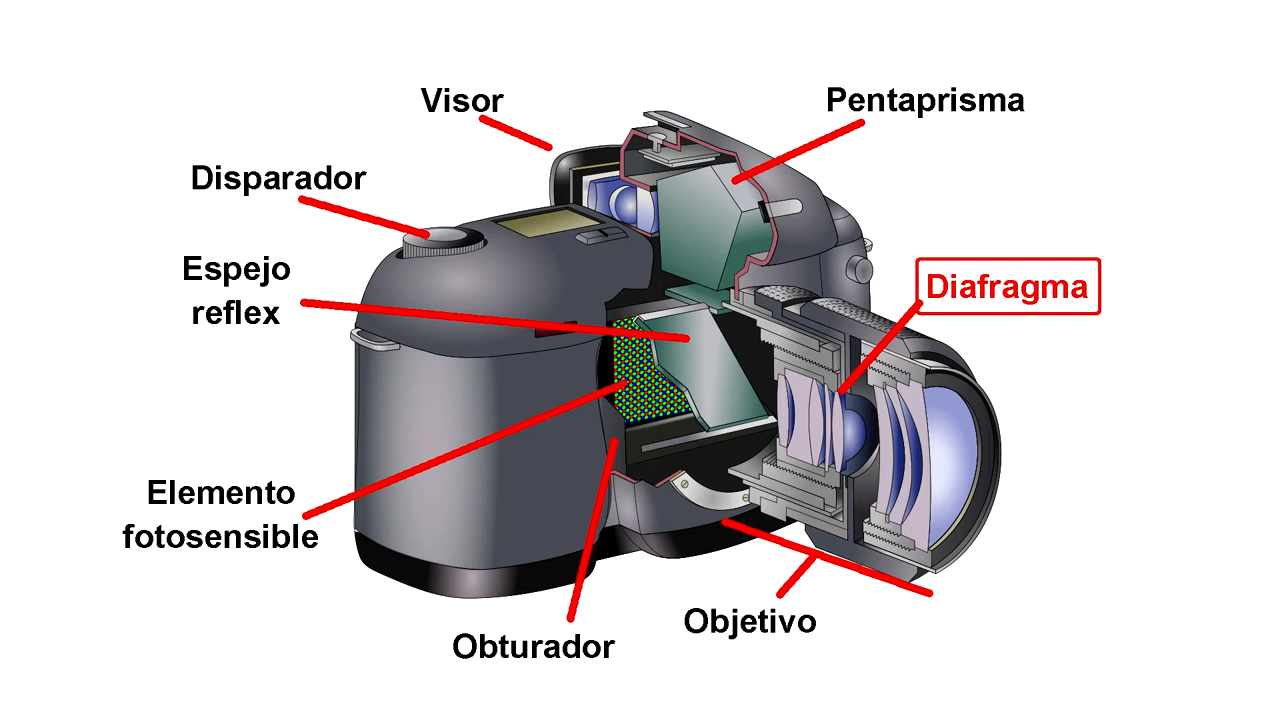 Visor
Pentaprisma
Disparador
Espejo
reflex
Diafragma
Elemento
fotosensible
Objetivo
Obturador